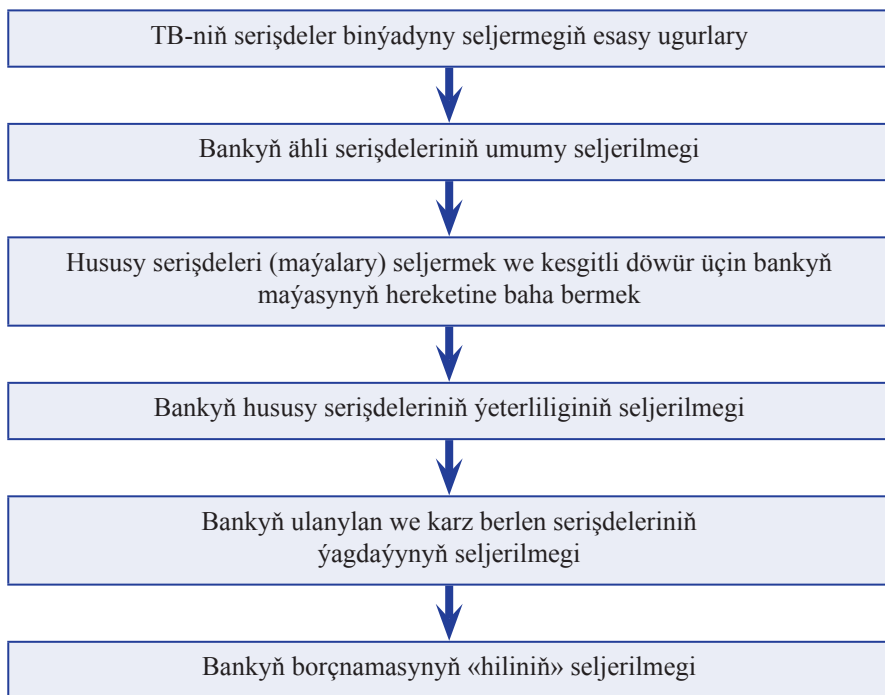 TB-niň serişdeler binýadyny seljermegiň esasy ugurlary
Bankyň ähli serişdeleriniň umumy seljerilmegi
Hususy serişdeleri (maýalary) seljermek we kesgitli döwür üçin bankyň
maýasynyň hereketine baha bermek
Bankyň hususy serişdeleriniň ýeterliliginiň seljerilmegi
Bankyň ulanylan we karz berlen serişdeleriniň
ýagdaýynyň seljerilmegi
Bankyň borçnamasynyň «hiliniň» seljerilmegi